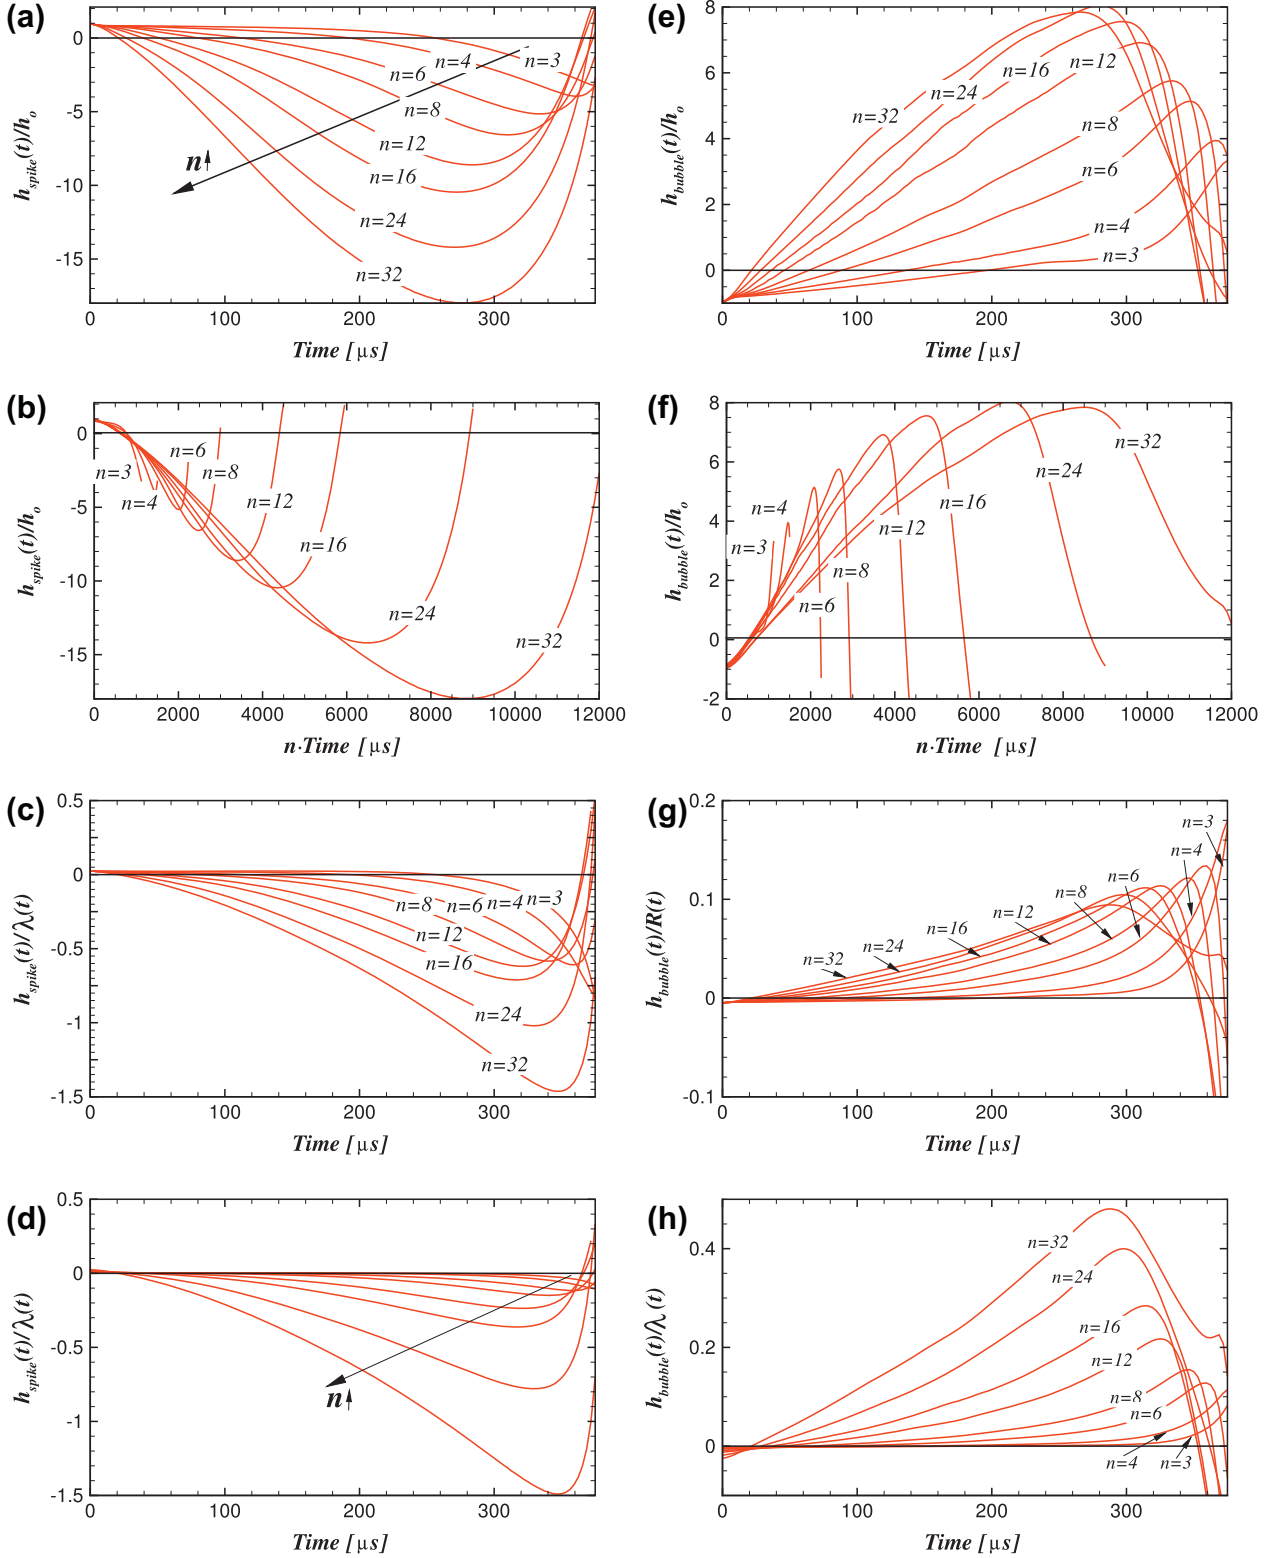 (a)
h_spike(t)/h_o
0
-5
-10
-15
n=3
n=4
n=6
n=8
n=12
n=16
n=24
n=32
n
0 100 200 300
Time [μs]
(e)
h_bubble(t)/h_o
8
6
4
2
0
n=32
n=24
n=16
n=12
n=8
n=6
n=4
n=3
0 100 200 300
Time [μs]
(b)
h_spike(t)/h_o
0
-5
-10
-15
n=3
n=4
n=6
n=8
n=12
n=16
n=24
n=32
0 2000 4000 6000 8000 10000 12000
n·Time [μs]
(f)
h_bubble(t)/h_o
8
6
4
2
0
-2
n=3
n=4
n=6
n=8
n=12
n=16
n=24
n=32
0 2000 4000 6000 8000 10000 12000
n·Time [μs]
(c)
h_spike(t)/λ(t)
0.5
0
-0.5
-1
-1.5
n=3
n=4
n=6
n=8
n=12
n=16
n=24
n=32
0 100 200 300
Time [μs]
(g)
h_bubble(t)/R(t)
0.2
0.1
0
-0.1
n=32
n=24
n=16
n=12
n=8
n=6
n=4
n=3
0 100 200 300
Time [μs]
(d)
h_spike(t)/λ(t)
0.5
0
-0.5
-1
-1.5
n
0 100 200 300
Time [μs]
(h)
h_bubble(t)/λ(t)
0.4
0.2
0
n=32
n=24
n=16
n=12
n=8
n=6
n=4
n=3
0 100 200 300
Time [μs]